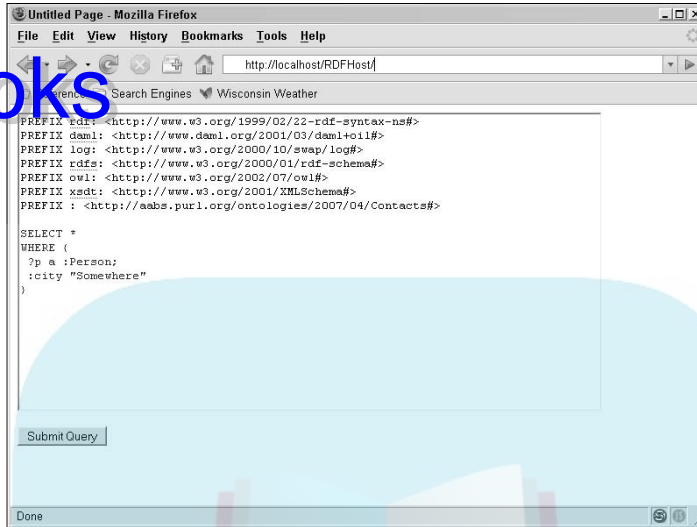 Untitled Page - Mozilla Firefox
File Edit View History Bookmarks Tools Help
http://localhost/RDFHost/
oks
Search Engines Wisconsin Weather
PREFIX rdf: <http://www.w3.org/1999/02/22-rdf-syntax-ns#>
PREFIX daml: <http://www.daml.org/2001/03/daml+oil#>
PREFIX log: <http://www.w3.org/2000/10/swap/log#>
PREFIX rdfs: <http://www.w3.org/2000/01/rdf-schema#>
PREFIX owl: <http://www.w3.org/2002/07/owl#>
PREFIX xsdt: <http://www.w3.org/2001/XMLSchema#>
PREFIX : <http://aabs.purl.org/ontologies/2007/04/Contacts#>
SELECT *
WHERE (
?p a :Person;
:city "Somewhere"
)
Submit Query
Done